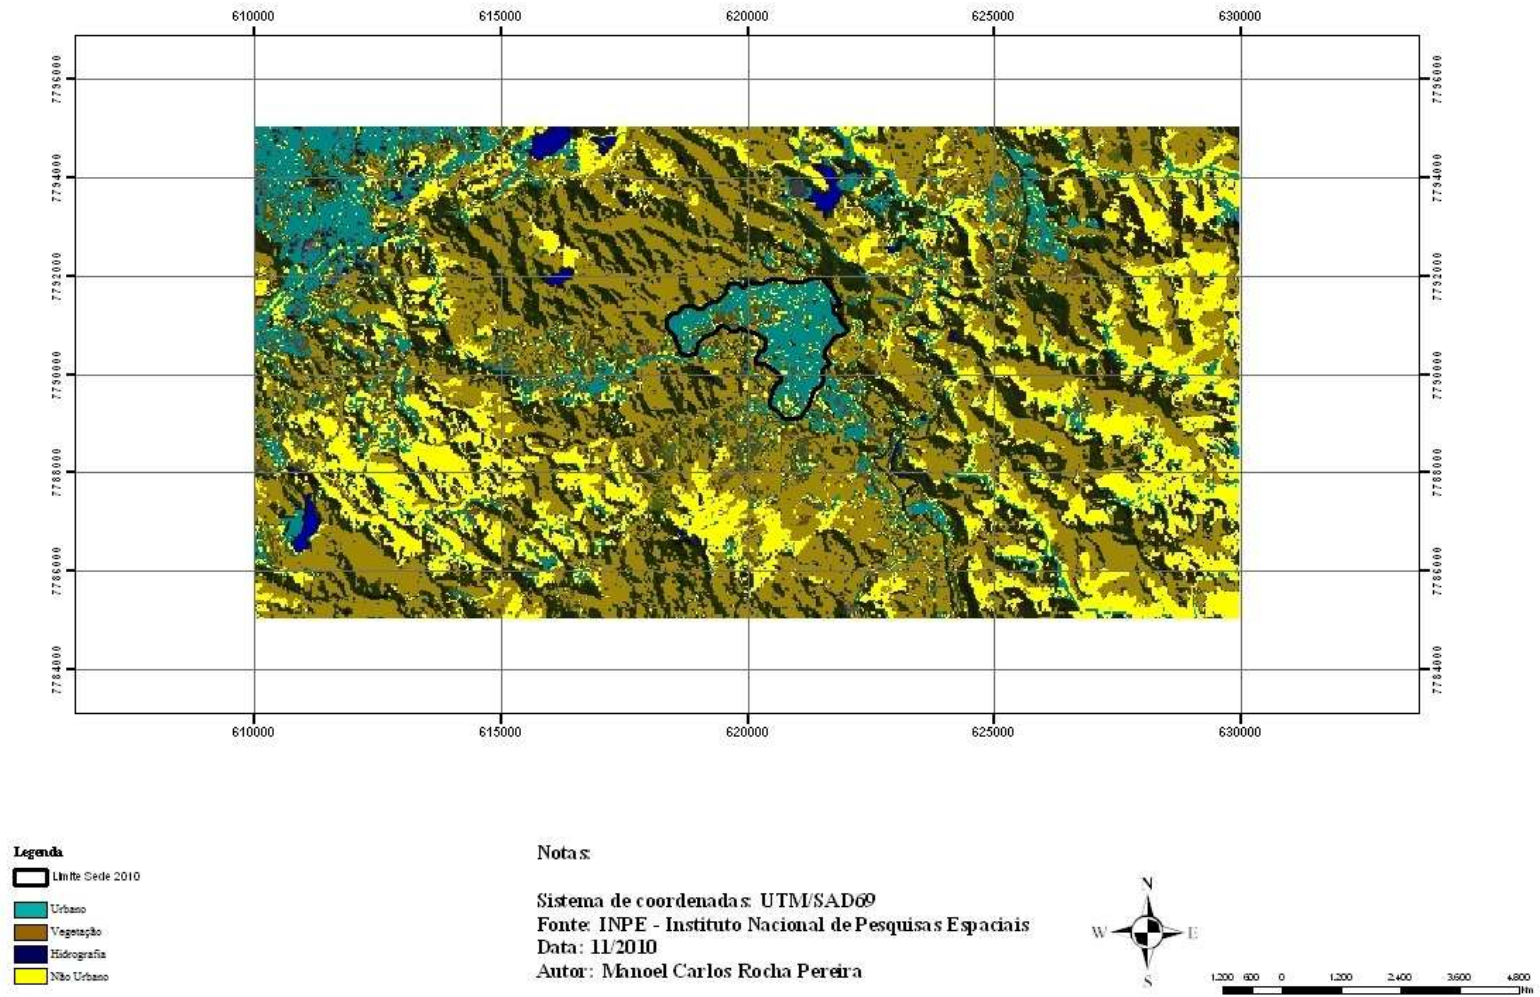 610000 615000 620000 625000 630000
7796000 7796000
7794000 7794000
7792000 7792000
7790000 7790000
7788000 7788000
7786000 7786000
7784000 7784000
610000 615000 620000 625000 630000
Legenda
Limite Sede 2010
Urbano
Vegetação
Hidrografia
Não Urbano
Notas:
Sistema de coordenadas: UTM/SAD69
Fonte: INPE - Instituto Nacional de Pesquisas Espaciais
Data: 11/2010
Autor: Manoel Carlos Rocha Pereira
N
W E
S
1.200 600 0 1.200 2.400 3.600 4.800